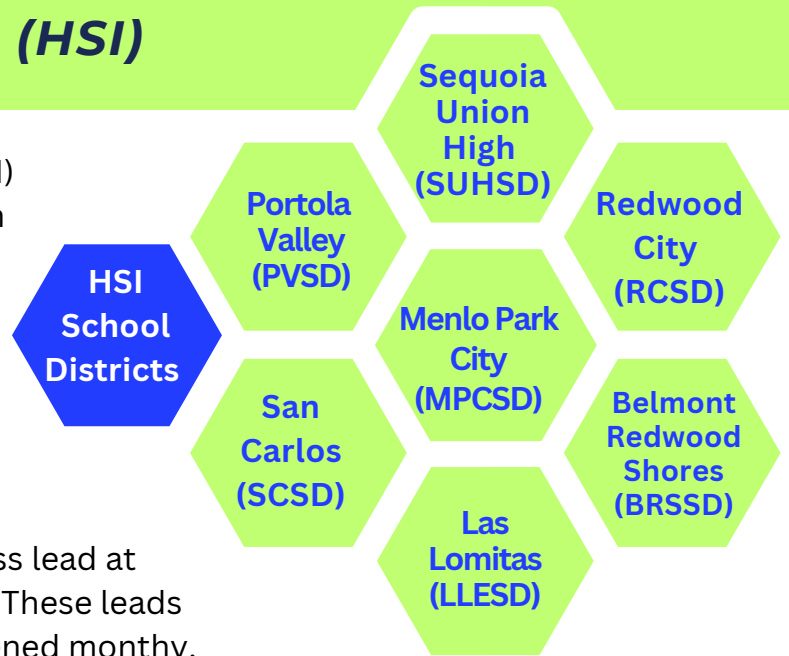 (HSI)
)
HSI
School
Districts
Portola
Valley
(PVSD)
Sequoia
Union
High
(SUHSD)
Redwood
City
(RCSD)
Menlo Park
City
(MPCSD)
San
Carlos
(SCSD)
Belmont
Redwood
Shores
(BRSSD)
Las
Lomitas
(LLESD)
lead at
These leads
monthy.